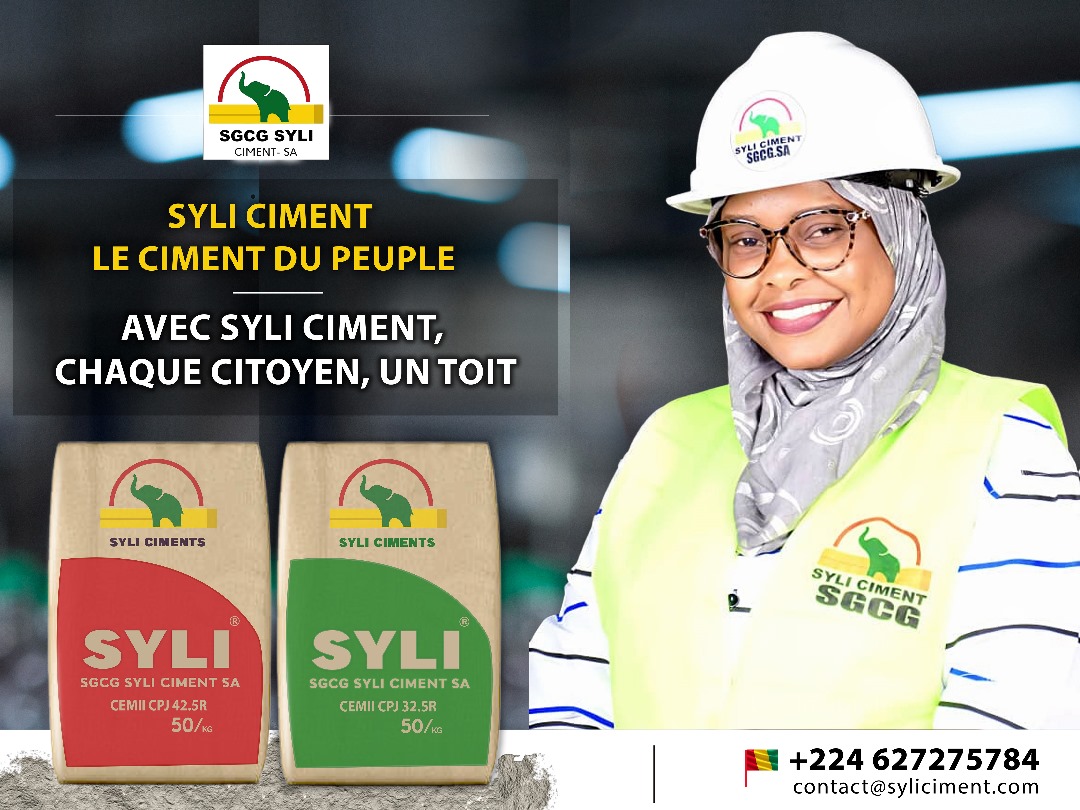 SGCG SYLI
CIMENT- SA
SYLI CIMENT
LE CIMENT DU PEUPLE
AVEC SYLI CIMENT,
CHAQUE CITOYEN, UN TOIT
SYLI CIMENT
SGCG.SA
SYLI CIMENT
SGCG
SYLI CIMENTS
SYLI®
SGCG SYLI CIMENT SA
CEMII CPJ 42.5R
50/KG
SYLI CIMENTS
SYLI®
SGCG SYLI CIMENT SA
CEMII CPJ 32.5R
50/KG
+224 627275784
contact@syliciment.com